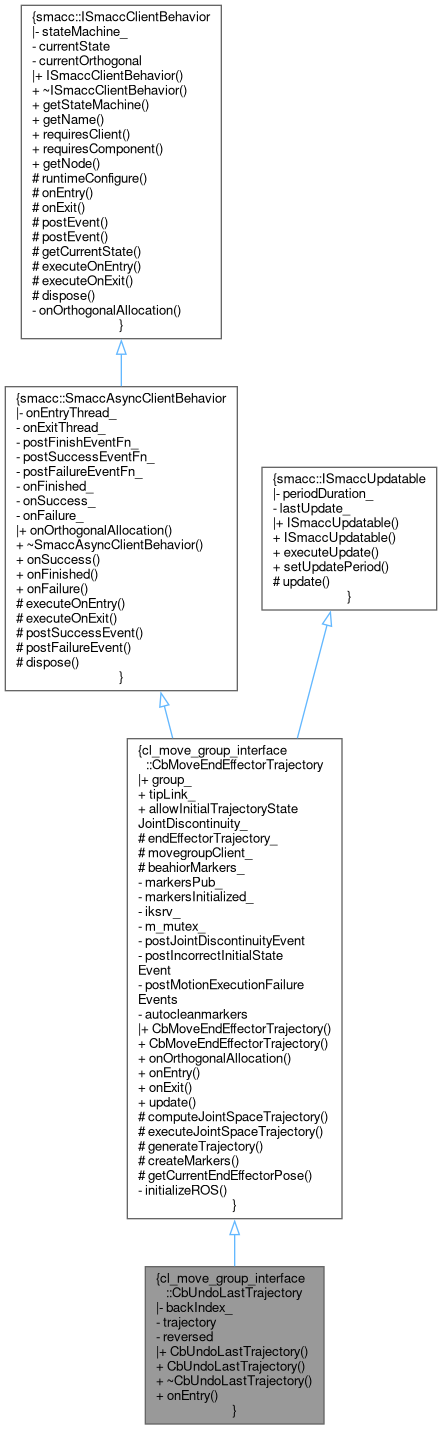 {smacc::ISmaccClientBehavior
|- stateMachine_
- currentState
- currentOrthogonal
|+ ISmaccClientBehavior()
+ ~ISmaccClientBehavior()
+ getStateMachine()
+ getName()
+ requiresClient()
+ requiresComponent()
+ getNode()
# runtimeConfigure()
# onEntry()
# onExit()
# postEvent()
# postEvent()
# getCurrentState()
# executeOnEntry()
# executeOnExit()
# dispose()
- onOrthogonalAllocation()
}
{smacc::SmaccAsyncClientBehavior
|- onEntryThread_
- onExitThread_
- postFinishEventFn_
- postSuccessEventFn_
- postFailureEventFn_
- onFinished_
- onSuccess_
- onFailure_
|+ onOrthogonalAllocation()
+ ~SmaccAsyncClientBehavior()
+ onSuccess()
+ onFinished()
+ onFailure()
# executeOnEntry()
# executeOnExit()
# postSuccessEvent()
# postFailureEvent()
# dispose()
}
{smacc::ISmaccUpdatable
|- periodDuration_
- lastUpdate_
|+ ISmaccUpdatable()
+ ISmaccUpdatable()
+ executeUpdate()
+ setUpdatePeriod()
# update()
}
{cl_move_group_interface
::CbMoveEndEffectorTrajectory
|+ group_
+ tipLink_
+ allowInitialTrajectoryState
JointDiscontinuity_
# endEffectorTrajectory_
# movegroupClient_
# beahiorMarkers_
- markersPub_
- markersInitialized_
- iksrv_
- m_mutex_
- postJointDiscontinuityEvent
- postIncorrectInitialState
Event
- postMotionExecutionFailure
Events
- autocleanmarkers
|+ CbMoveEndEffectorTrajectory()
+ CbMoveEndEffectorTrajectory()
+ onOrthogonalAllocation()
+ onEntry()
+ onExit()
+ update()
# computeJointSpaceTrajectory()
# executeJointSpaceTrajectory()
# generateTrajectory()
# createMarkers()
# getCurrentEndEffectorPose()
- initializeROS()
}
{cl_move_group_interface
::CbUndoLastTrajectory
|- backIndex_
- trajectory
- reversed
|+ CbUndoLastTrajectory()
+ CbUndoLastTrajectory()
+ ~CbUndoLastTrajectory()
+ onEntry()
}